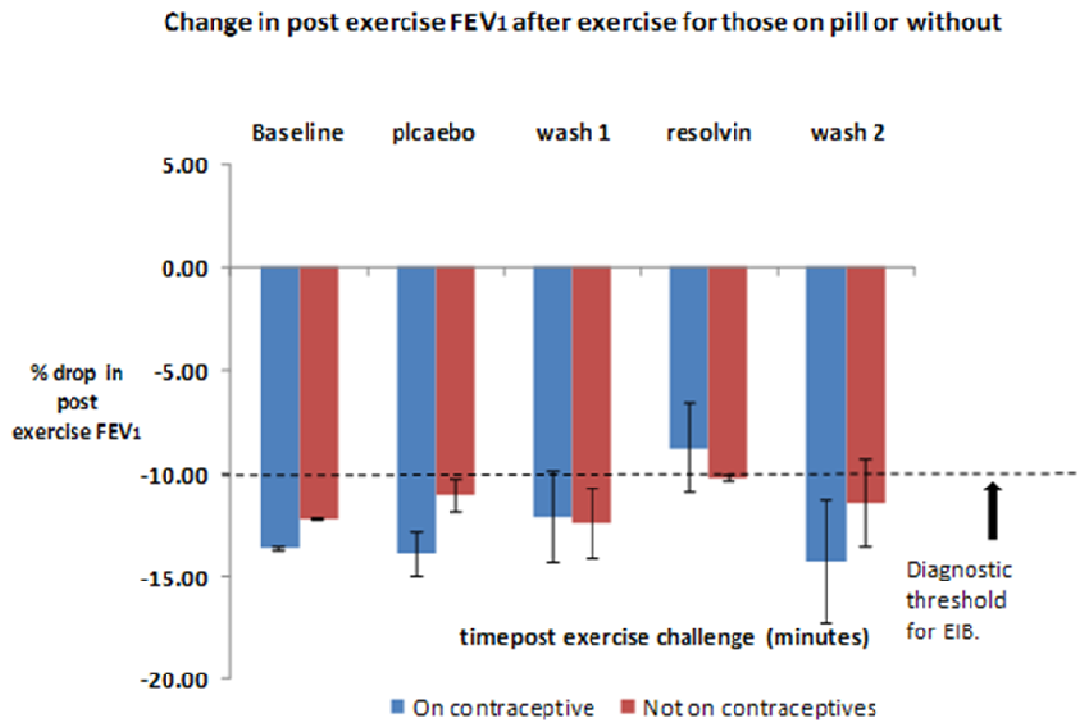 Change in post exercise FEV1 after exercise for those on pill or without
Baseline plcaebo wash 1 resolvin wash 2
5.00
0.00
-5.00
-10.00
-15.00
-20.00
% drop in
post
exercise FEV1
Diagnostic
threshold
for EIB.
timepost exercise challenge (minutes)
On contraceptive Not on contraceptives